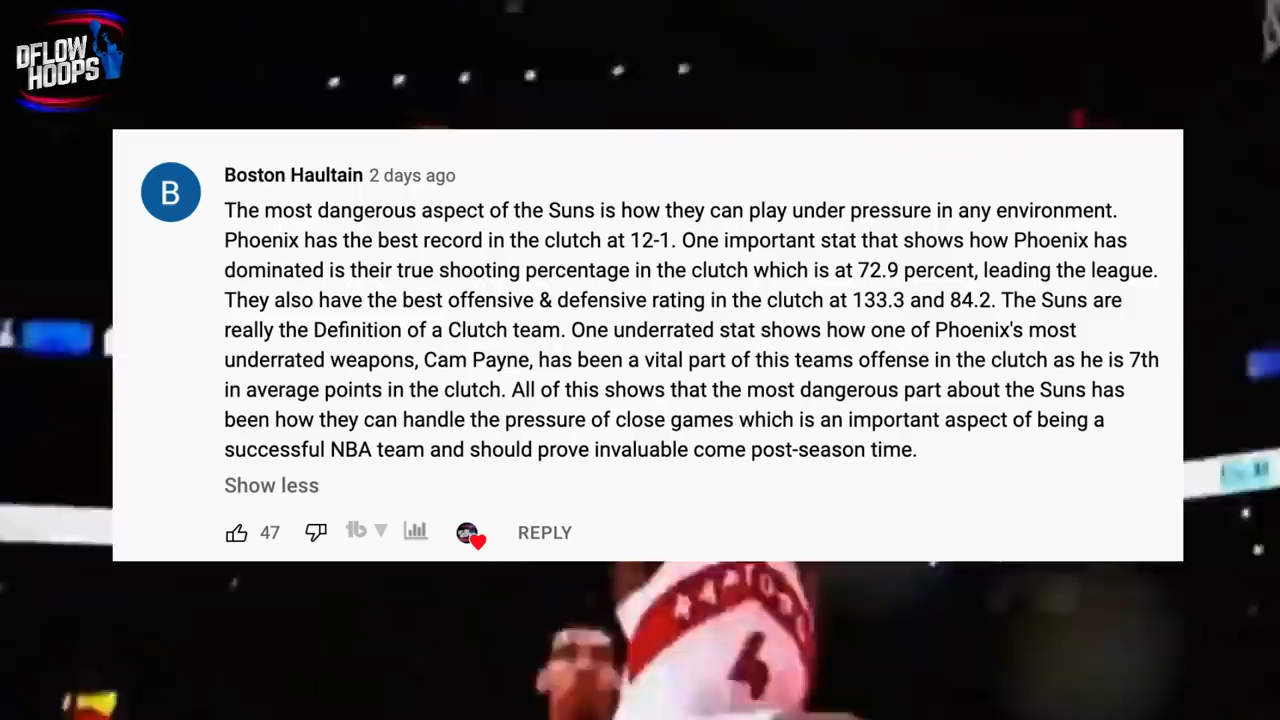 DFLOW
HOOPS
B
Boston Haultain 2 days ago
The most dangerous aspect of the Suns is how they can play under pressure in any environment.
Phoenix has the best record in the clutch at 12-1. One important stat that shows how Phoenix has
dominated is their true shooting percentage in the clutch which is at 72.9 percent, leading the league.
They also have the best offensive & defensive rating in the clutch at 133.3 and 84.2. The Suns are
really the Definition of a Clutch team. One underrated stat shows how one of Phoenix's most
underrated weapons, Cam Payne, has been a vital part of this teams offense in the clutch as he is 7th
in average points in the clutch. All of this shows that the most dangerous part about the Suns has
been how they can handle the pressure of close games which is an important aspect of being a
successful NBA team and should prove invaluable come post-season time.
Show less
47 REPLY
6